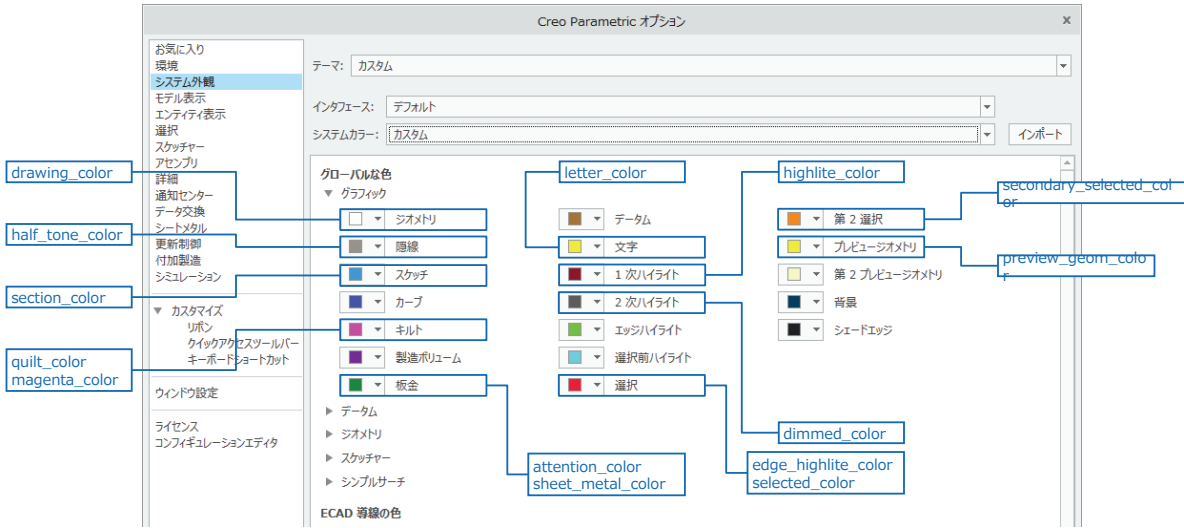 Creo Parametric オプション
x
お気に入り
環境
システム外観
モデル表示
エンティティ表示
選択
スケッチャー
アセンブリ
詳細
通知センター
データ交換
シートメタル
更新制御
付加製造
シミュレーション
カスタマイズ
リボン
クイックアクセスツールバー
キーボードショートカット
ウィンドウ設定
ライセンス
コンフィギュレーションエディタ
テーマ: カスタム
インタフェース: デフォルト
システムカラー: カスタム
インポート
グローバルな色
グラフィック
ジオメトリ
隠線
スケッチ
カーブ
キルト
製造ボリューム
板金
データム
文字
1 次ハイライト
2 次ハイライト
エッジハイライト
選択前ハイライト
選択
第 2 選択
プレビュージオメトリ
第 2 プレビュージオメトリ
背景
シェードエッジ
データム
ジオメトリ
スケッチャー
シンプルサーチ
ECAD 導線の色
drawing_color
half_tone_color
section_color
quilt_color
magenta_color
letter_color
highlite_color
secondary_selected_col
or
preview_geom_colo
r
dimmed_color
attention_color
sheet_metal_color
edge_highlite_color
selected_color